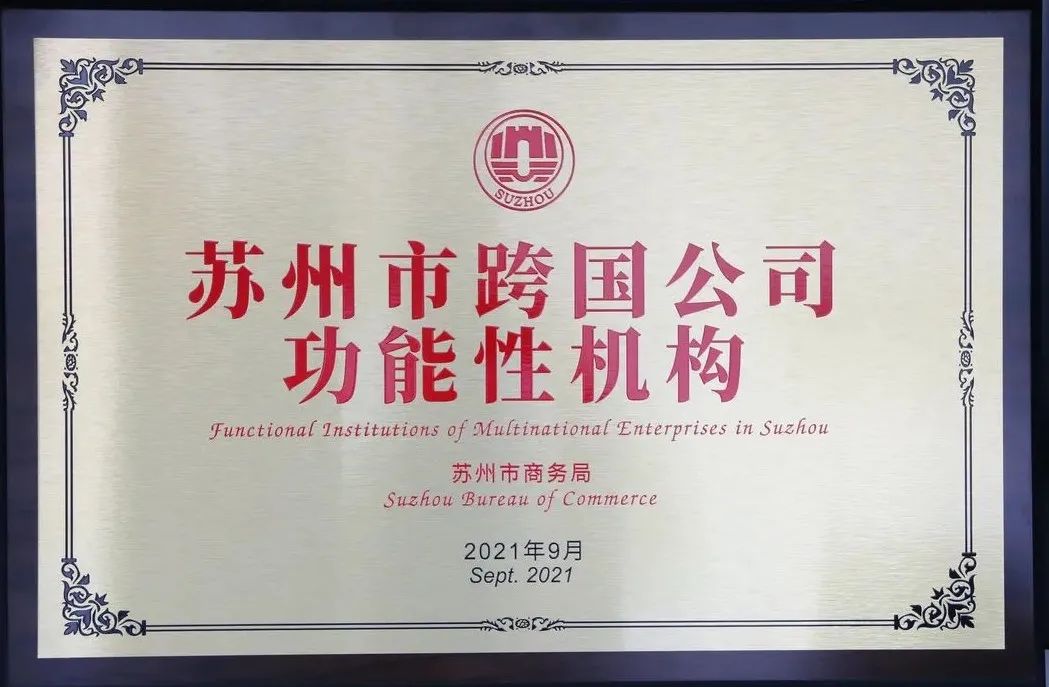 SUZHOU
苏州市跨国公司
功能性机构
Functional Institutions of Multinational Enterprises in Suzhou
苏州市商务局
Suzhou Bureau of Commerce
2021年9月
Sept. 2021